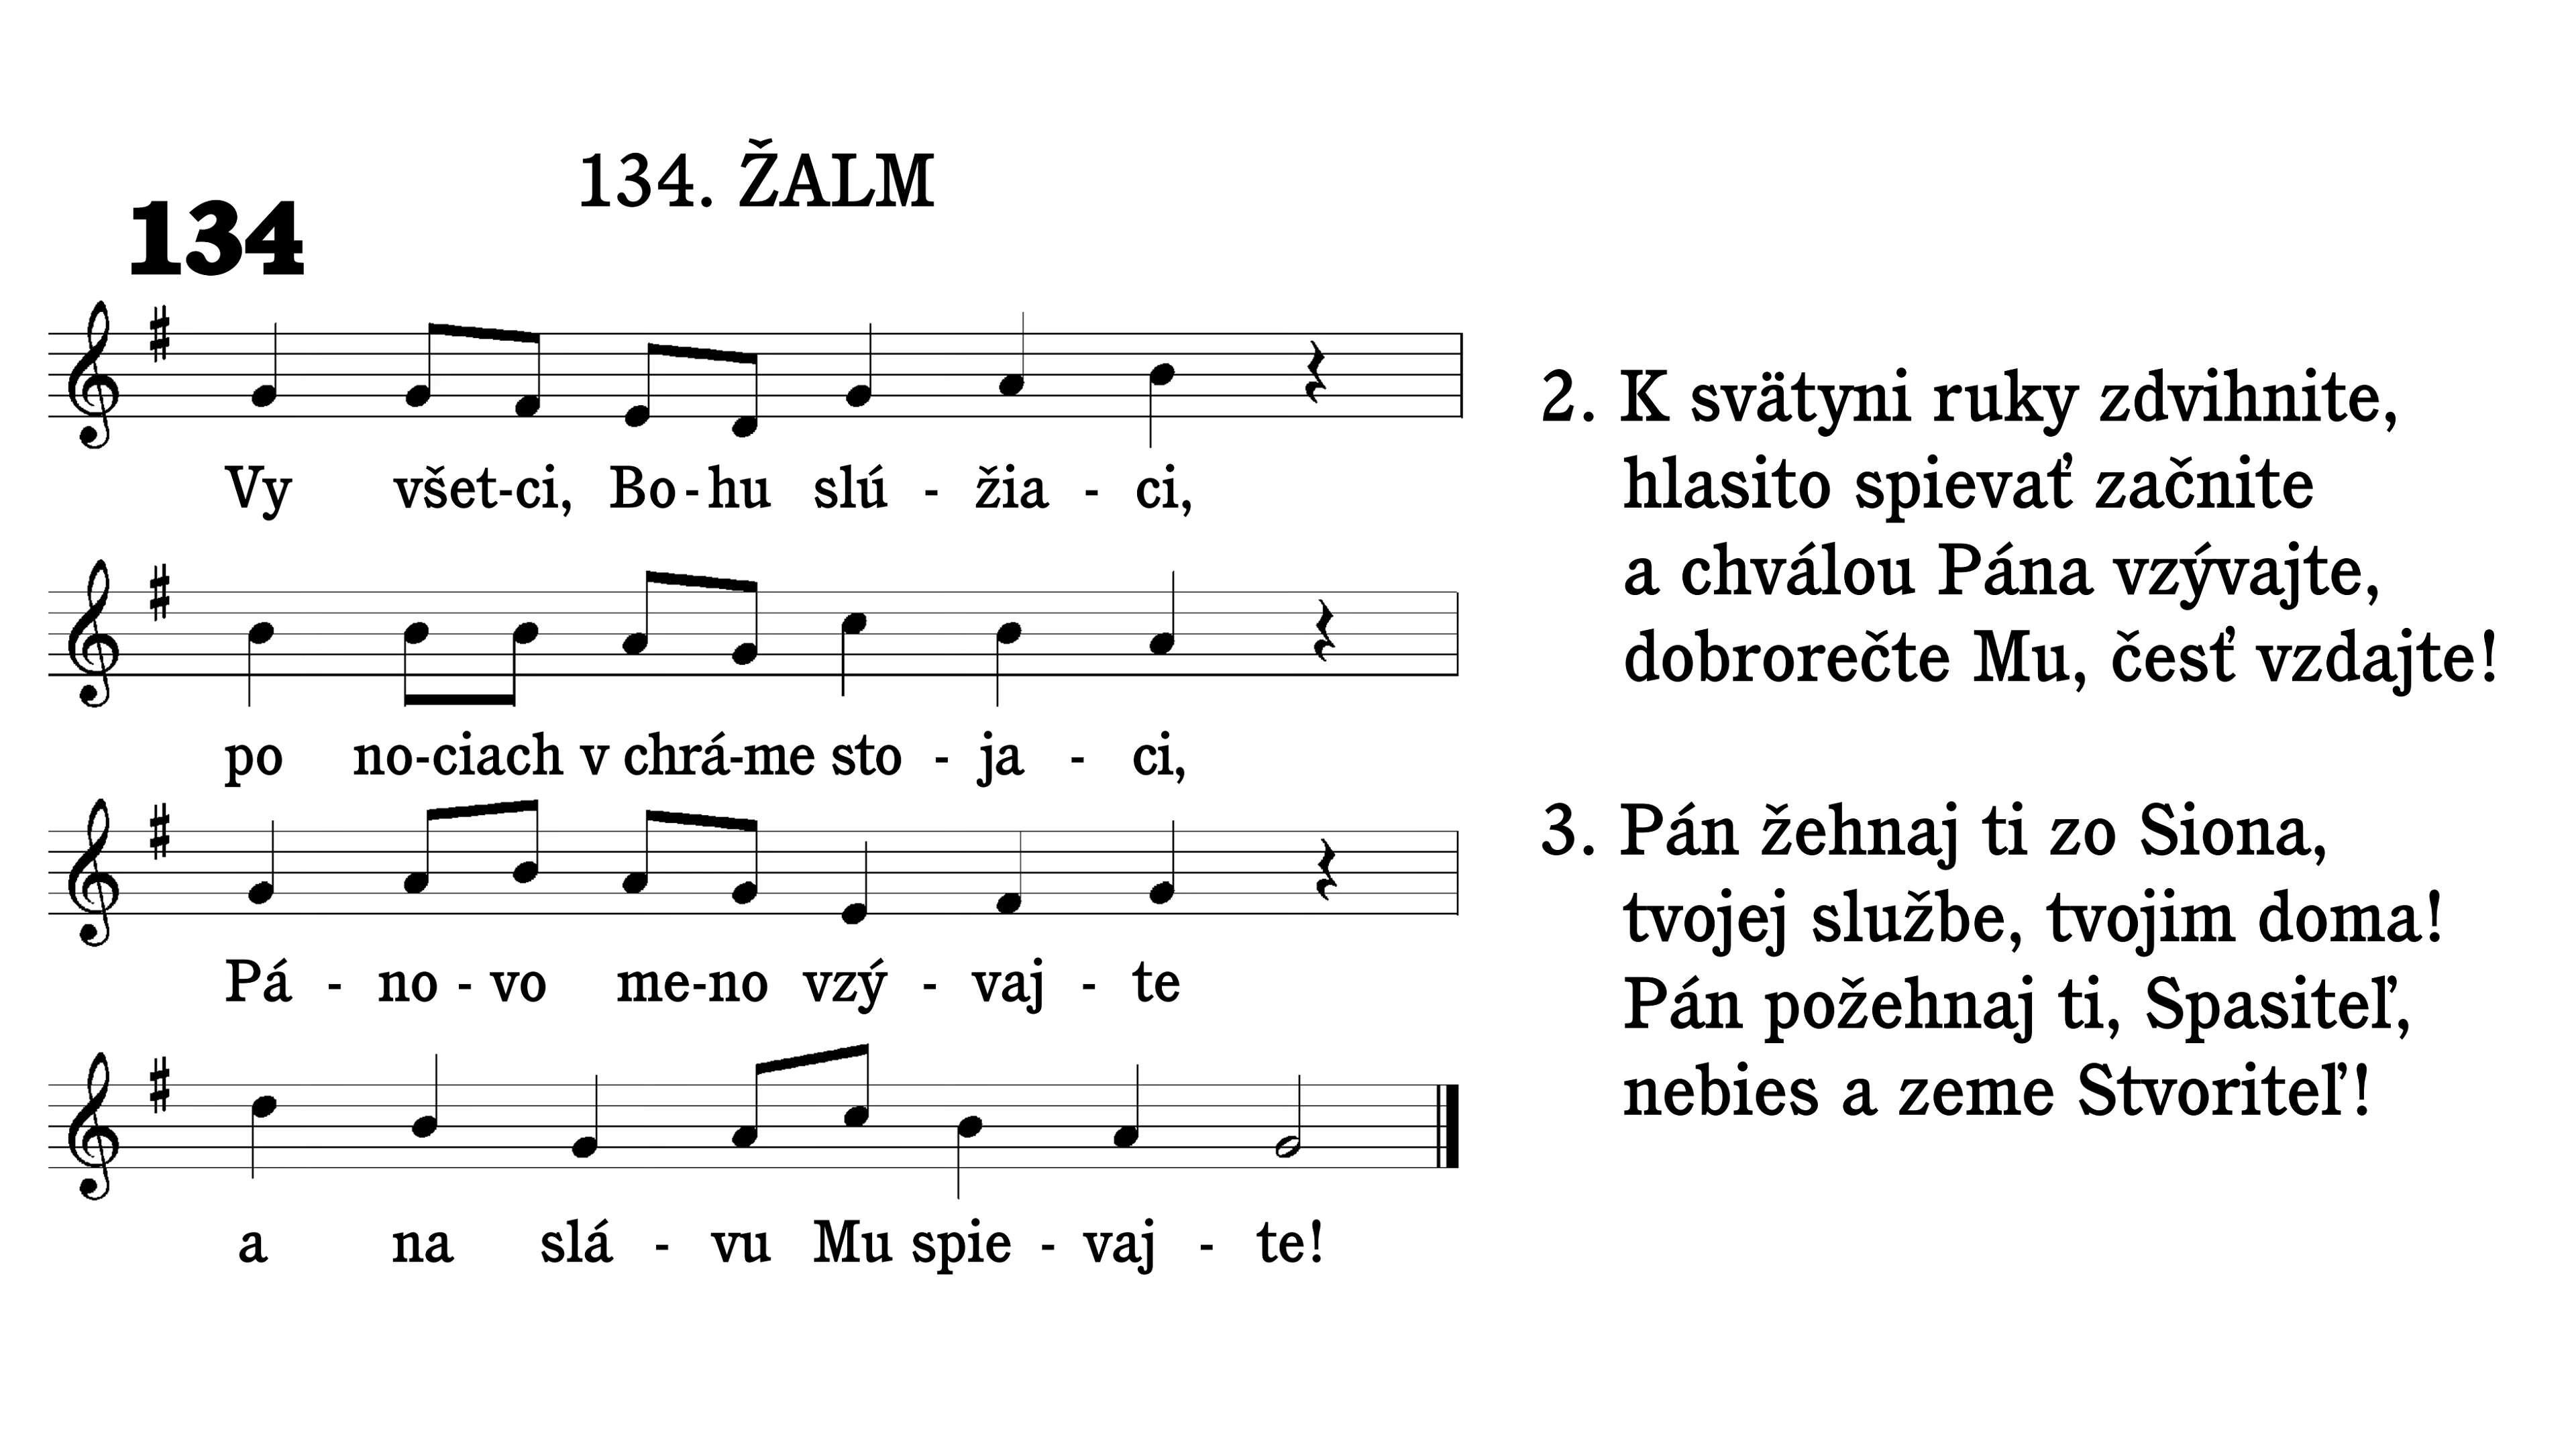 134. ŽALM
134
Vy všet-ci, Bo-hu slú - žia - ci,
po no-ciach v chrá-me sto - ja - ci,
Pá - no - vo me-no vzý - vaj - te
a na slá - vu Mu spie - vaj - te!
2. K svätyni ruky zdvihnite,
hlasito spievať začnite
a chválou Pána vzývajte,
dobrorečte Mu, česť vzdajte!
3. Pán žehnaj ti zo Siona,
tvojej službe, tvojim doma!
Pán požehnaj ti, Spasiteľ,
nebies a zeme Stvoriteľ!